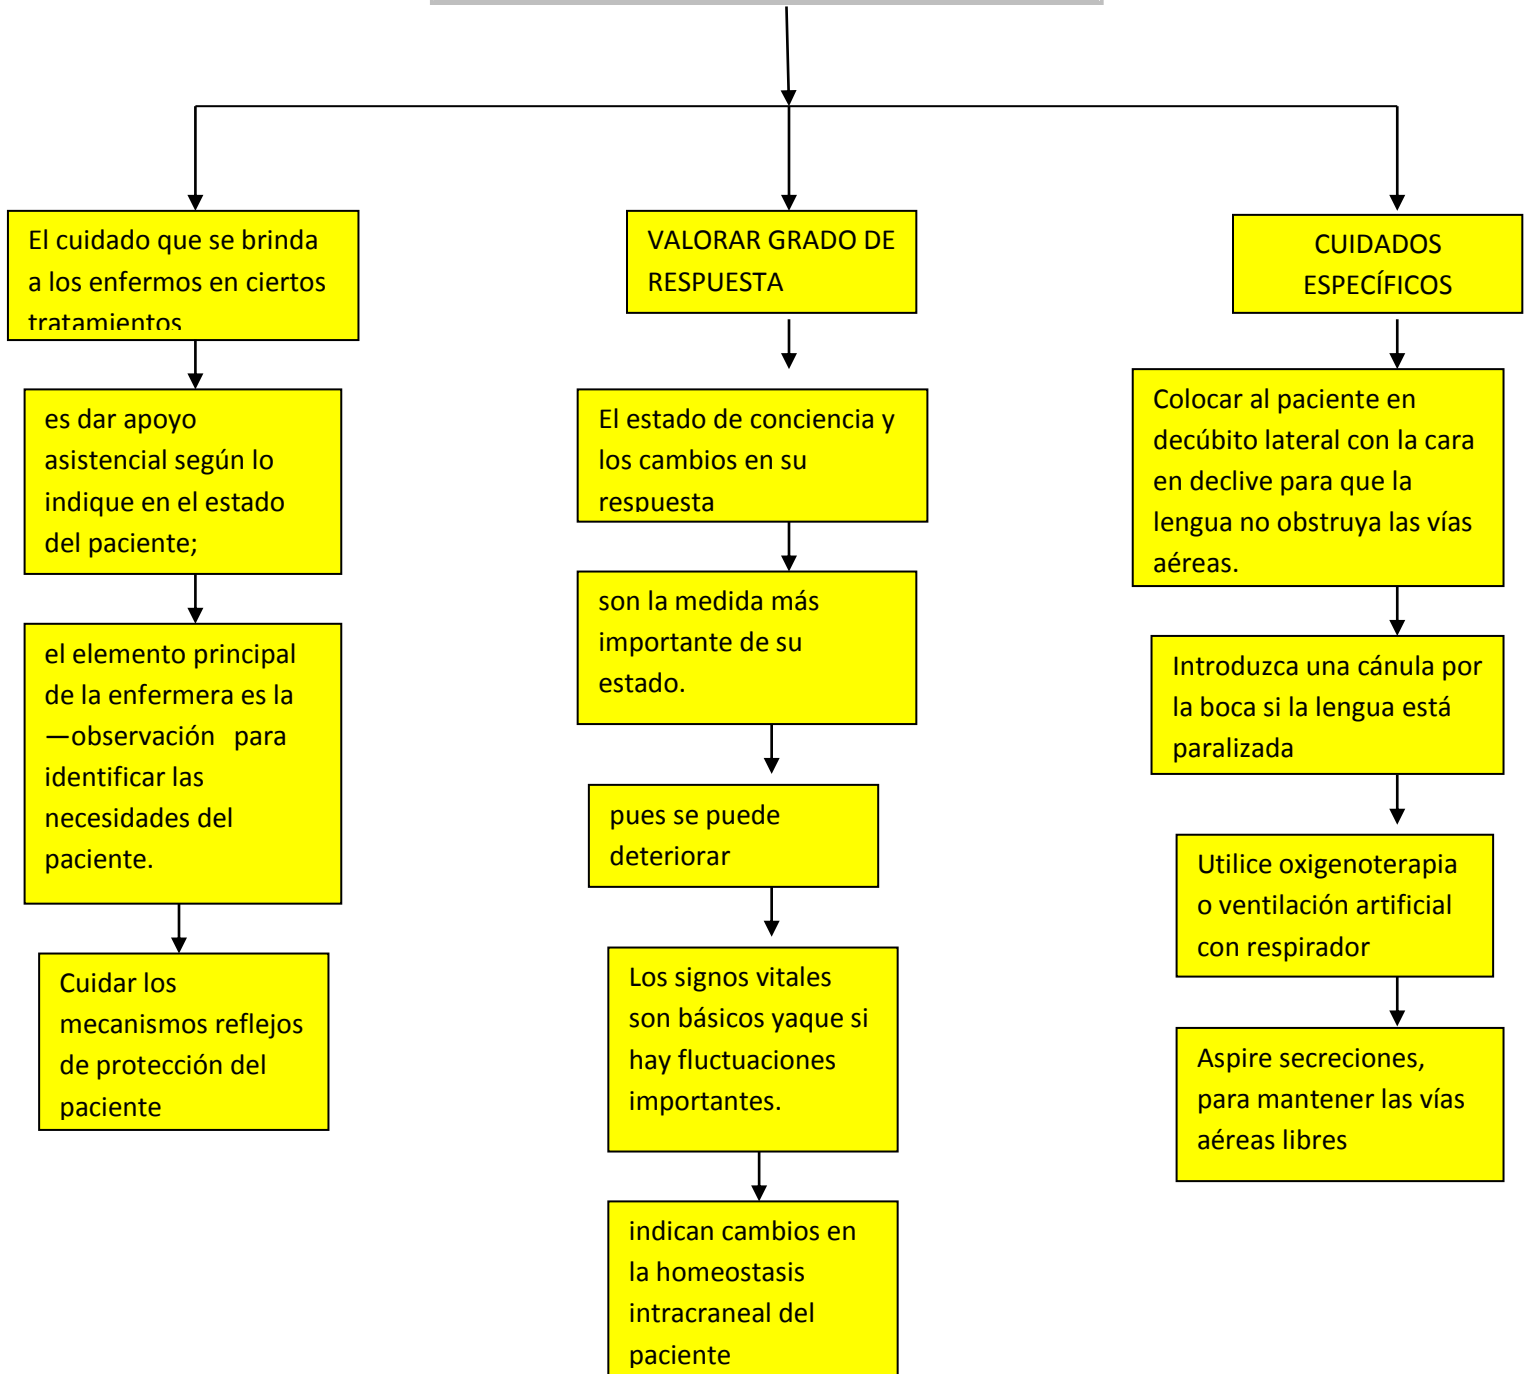 El cuidado que se brinda
a los enfermos en ciertos
tratamientos
es dar apoyo
asistencial según lo
indique en el estado
del paciente;
el elemento principal
de la enfermera es la
—observación para
identificar las
necesidades del
paciente.
Cuidar los
mecanismos reflejos
de protección del
paciente
VALORAR GRADO DE
RESPUESTA
El estado de conciencia y
los cambios en su
respuesta
son la medida más
importante de su
estado.
pues se puede
deteriorar
Los signos vitales
son básicos yaque si
hay fluctuaciones
importantes.
indican cambios en
la homeostasis
intracraneal del
paciente
CUIDADOS
ESPECÍFICOS
Colocar al paciente en
decúbito lateral con la cara
en declive para que la
lengua no obstruya las vías
aéreas.
Introduzca una cánula por
la boca si la lengua está
paralizada
Utilice oxigenoterapia
o ventilación artificial
con respirador
Aspire secreciones,
para mantener las vías
aéreas libres